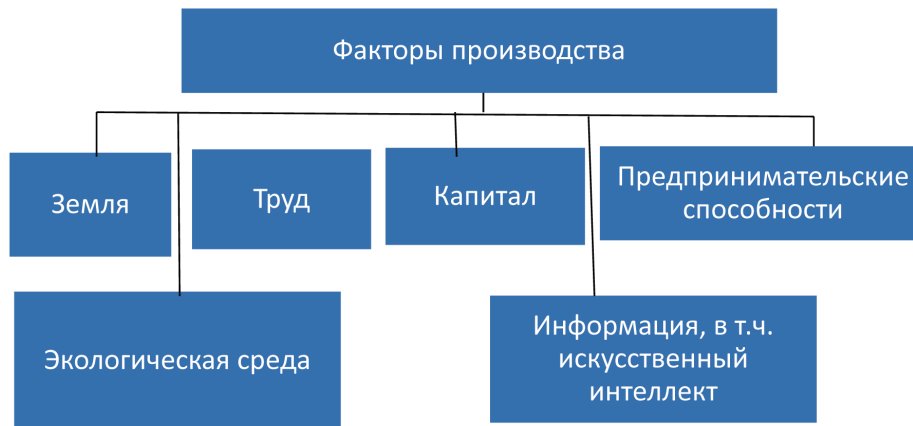 Факторы производства
Земля
Труд
Капитал
Предпринимательские
способности
Экологическая среда
Информация, в т.ч.
искусственный
интеллект